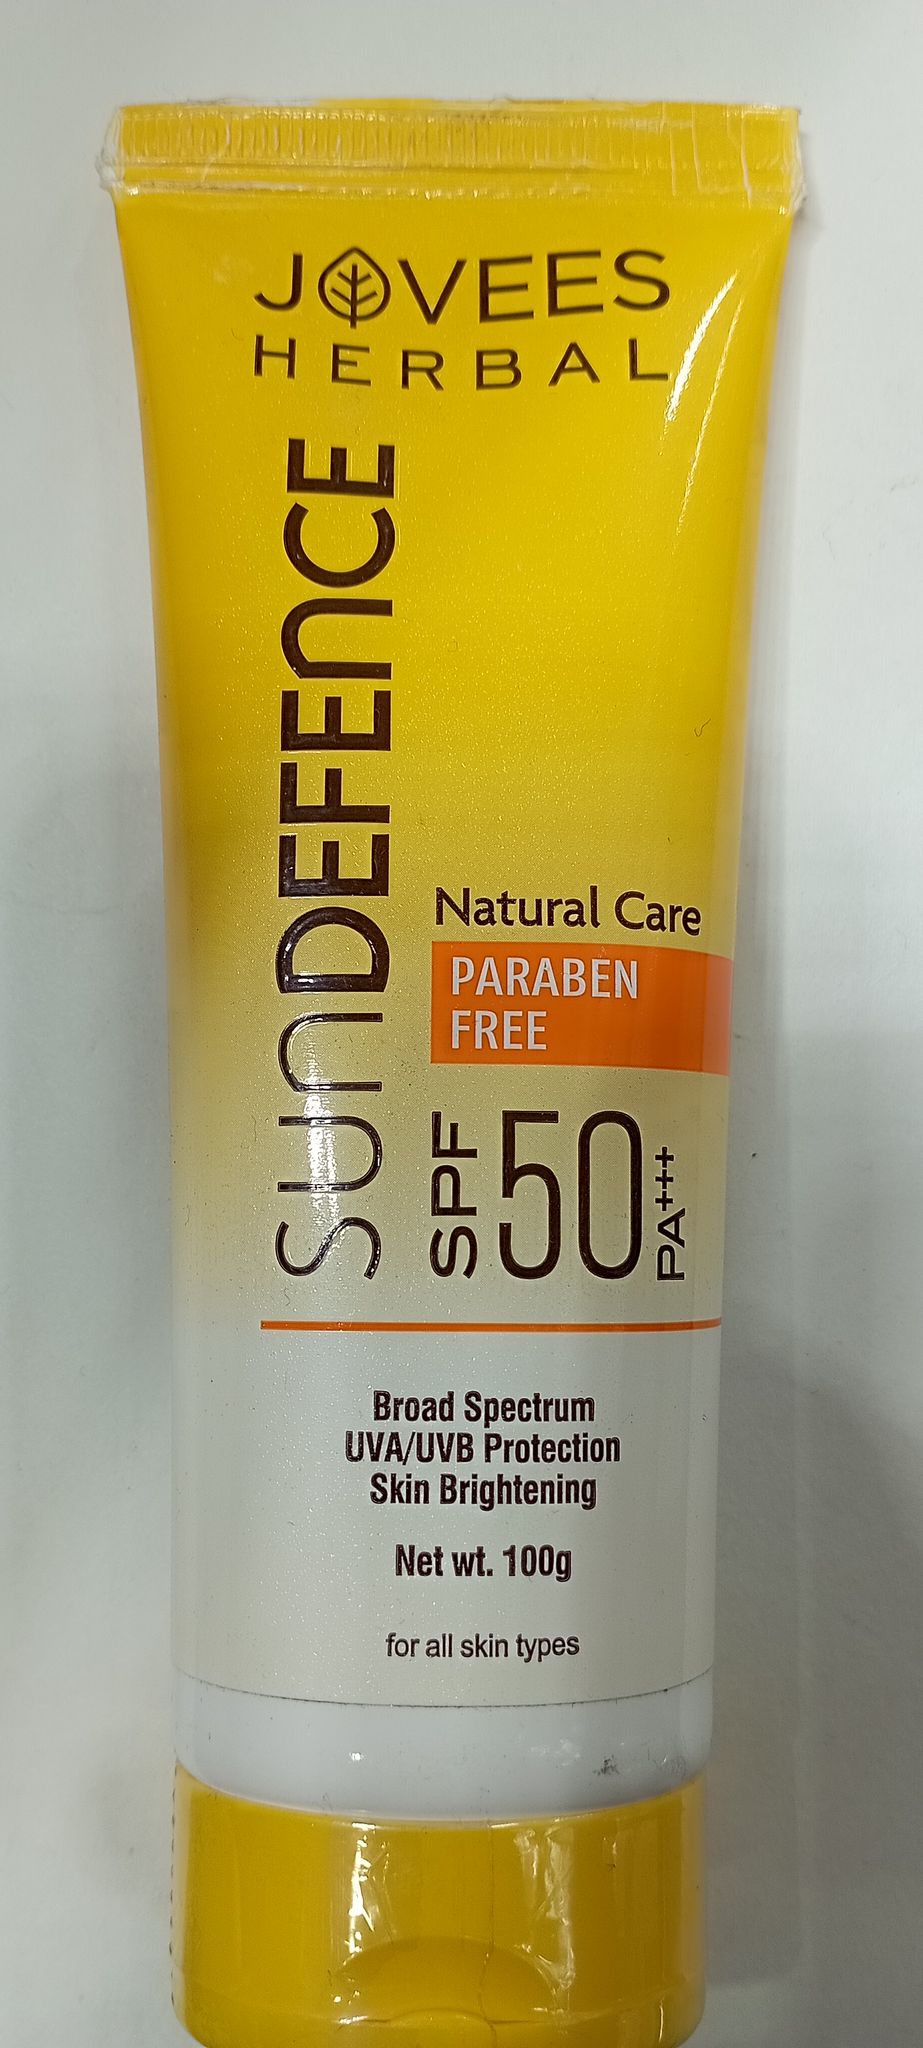 JOVEES
HERBAL
SUNDEFENCE
Natural Care
PARABEN
FREE
SPF 50 PA+++
Broad Spectrum
UVA/UVB Protection
Skin Brightening
Net wt. 100g
for all skin types